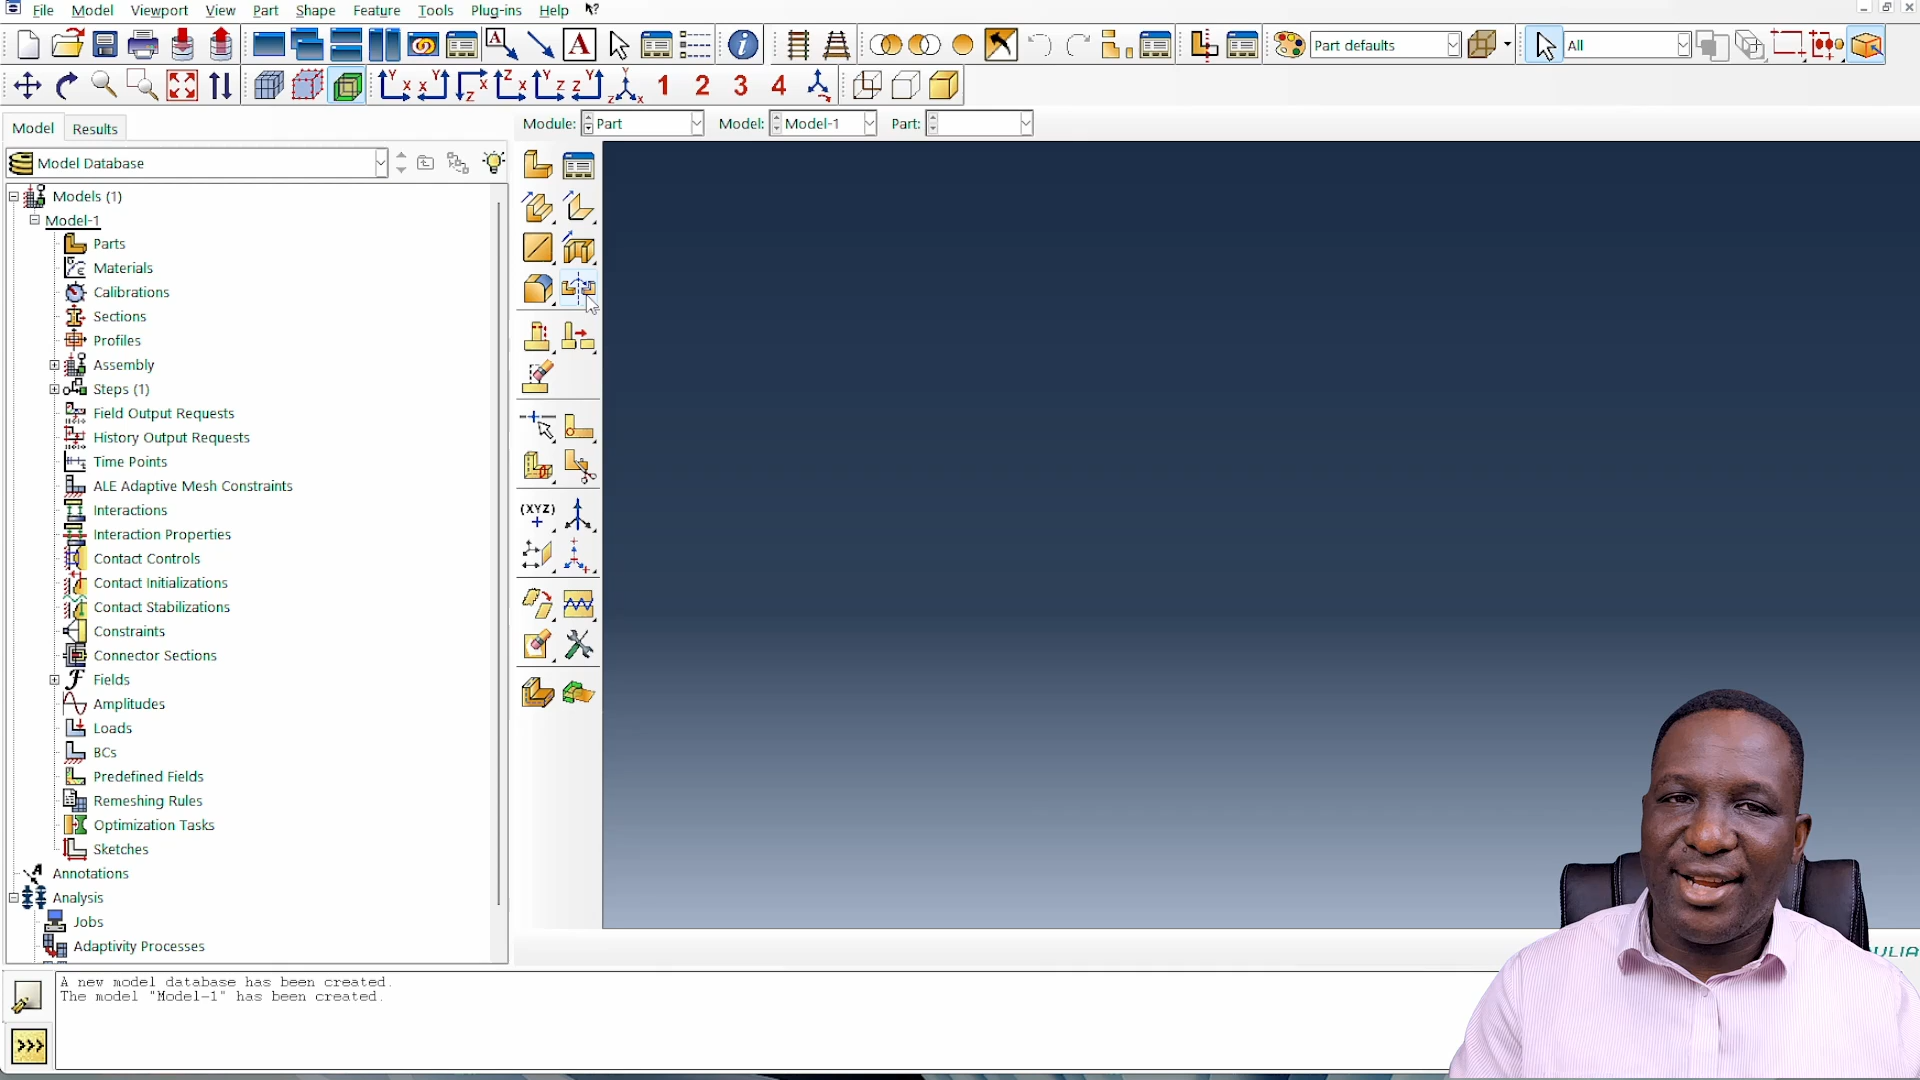 File Model Viewport View Part Shape Feature Tools Plug-ins Help
A
Part defaults
All
1 2 3 4
Model Results
Module: Part Model: Model-1 Part:
Model Database
Models (1)
Model-1
Parts
Materials
Calibrations
Sections
Profiles
Assembly
Steps (1)
Field Output Requests
History Output Requests
Time Points
ALE Adaptive Mesh Constraints
Interactions
Interaction Properties
Contact Controls
Contact Initializations
Contact Stabilizations
Constraints
Connector Sections
Fields
Amplitudes
Loads
BCs
Predefined Fields
Remeshing Rules
Optimization Tasks
Sketches
Annotations
Analysis
Jobs
Adaptivity Processes
(XYZ)
ULIA
A new model database has been created.
The model "Model-1" has been created.
>>>